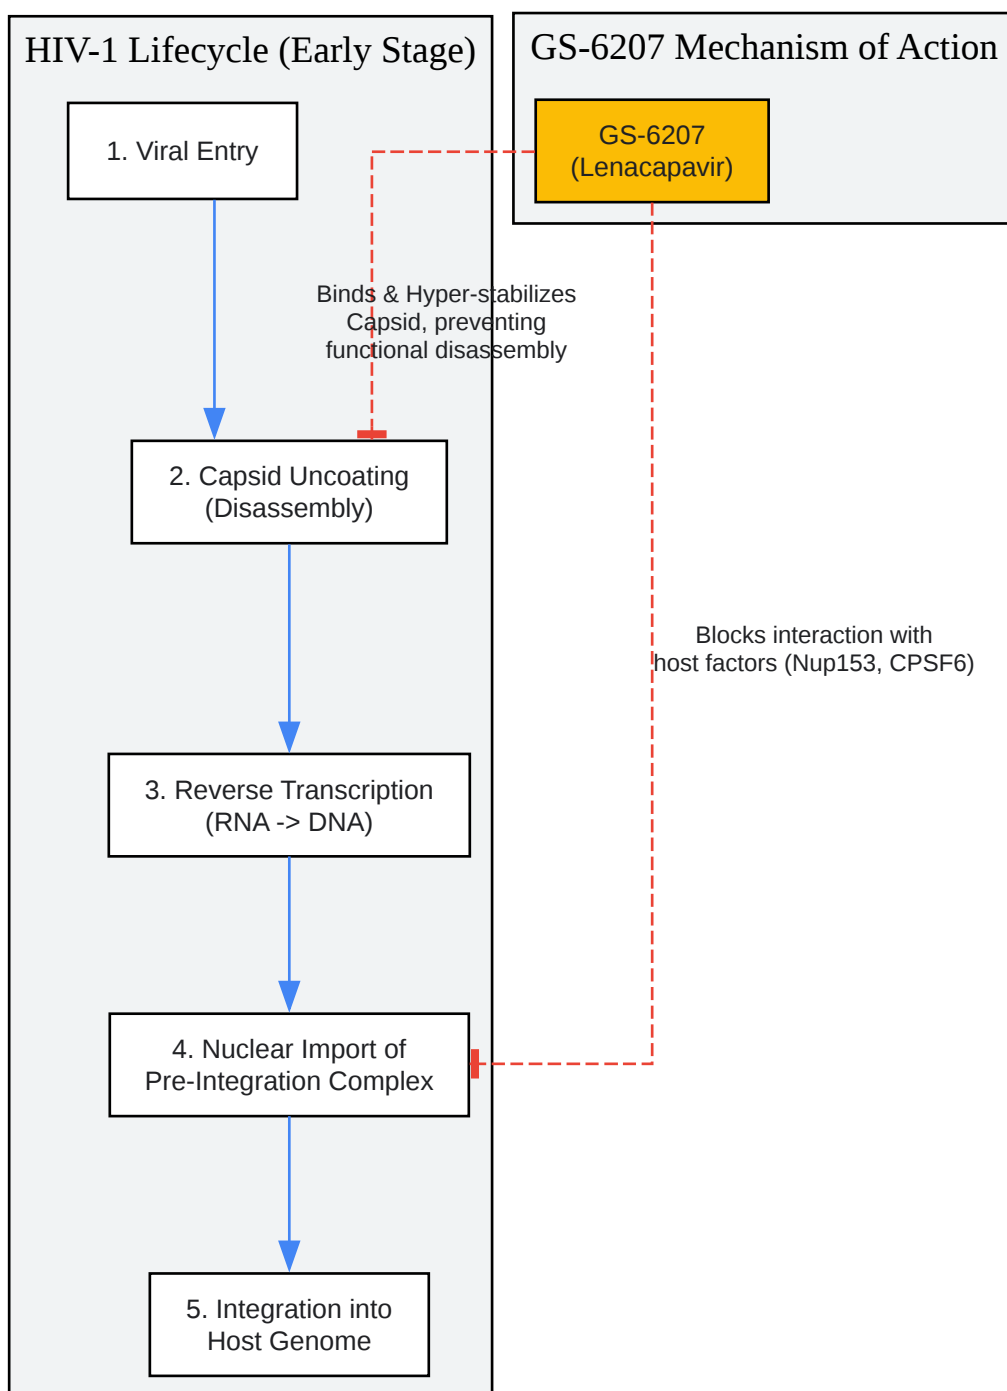 HIV-1 Lifecycle (Early Stage)
GS-6207 Mechanism of Action
1. Viral Entry
GS-6207
(Lenacapavir)
Binds & Hyper-stabilizes
Capsid, preventing
functional disassembly
2. Capsid Uncoating
(Disassembly)
Blocks interaction with
host factors (Nup153, CPSF6)
3. Reverse Transcription
(RNA -> DNA)
4. Nuclear Import of
Pre-Integration Complex
5. Integration into
Host Genome